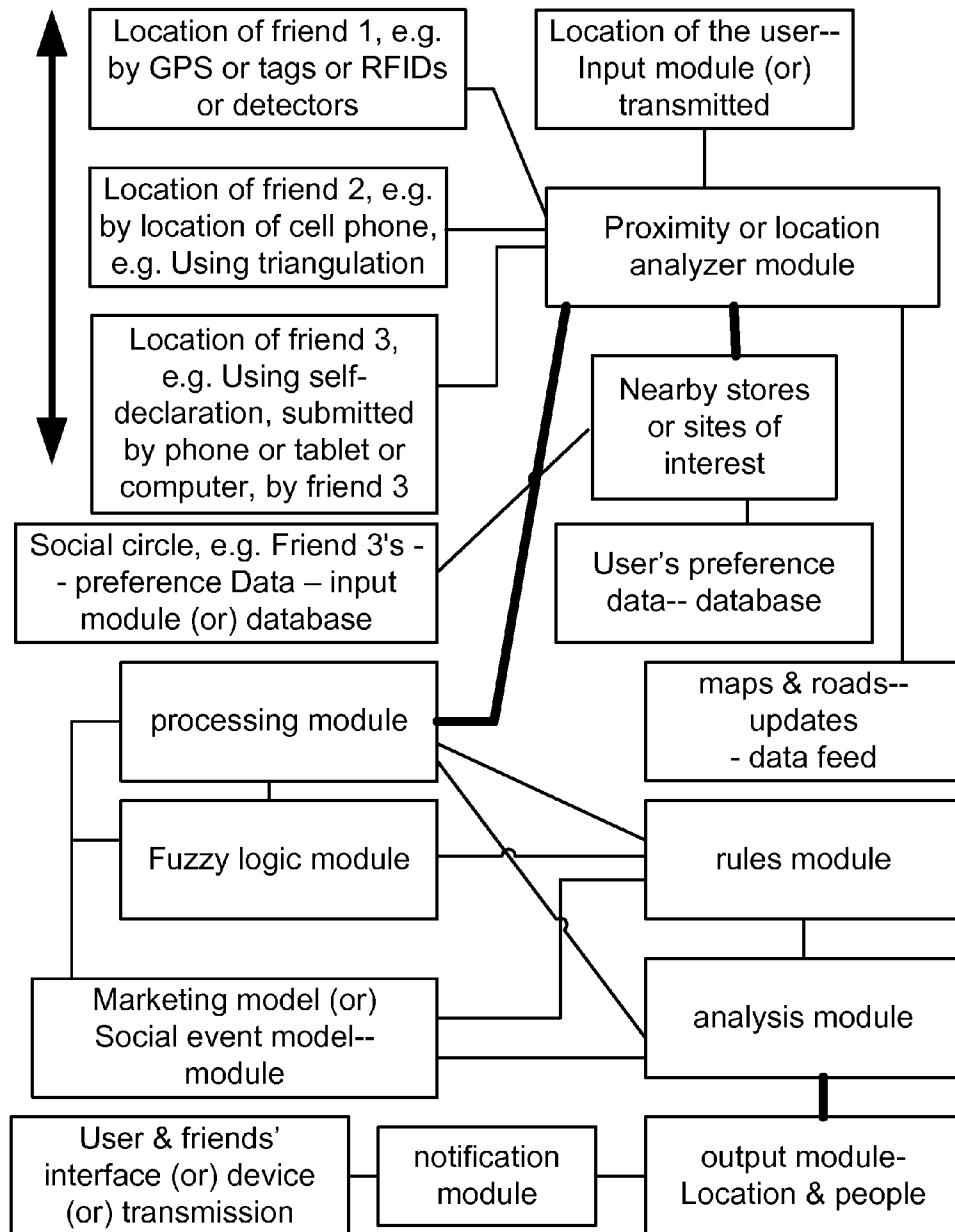 Location of friend 1, e.g.
by GPS or tags or RFIDs
or detectors
Location of the user--
Input module (or)
transmitted
Location of friend 2, e.g.
by location of cell phone,
e.g. Using triangulation
Proximity or location
analyzer module
Location of friend 3,
e.g. Using self-
declaration, submitted
by phone or tablet or
computer, by friend 3
Nearby stores
or sites of
interest
Social circle, e.g. Friend 3's -
- preference Data – input
module (or) database
User's preference
data-- database
processing module
maps & roads--
updates
- data feed
Fuzzy logic module
rules module
Marketing model (or)
Social event model--
module
analysis module
User & friends'
interface (or) device
(or) transmission
notification
module
output module-
Location & people